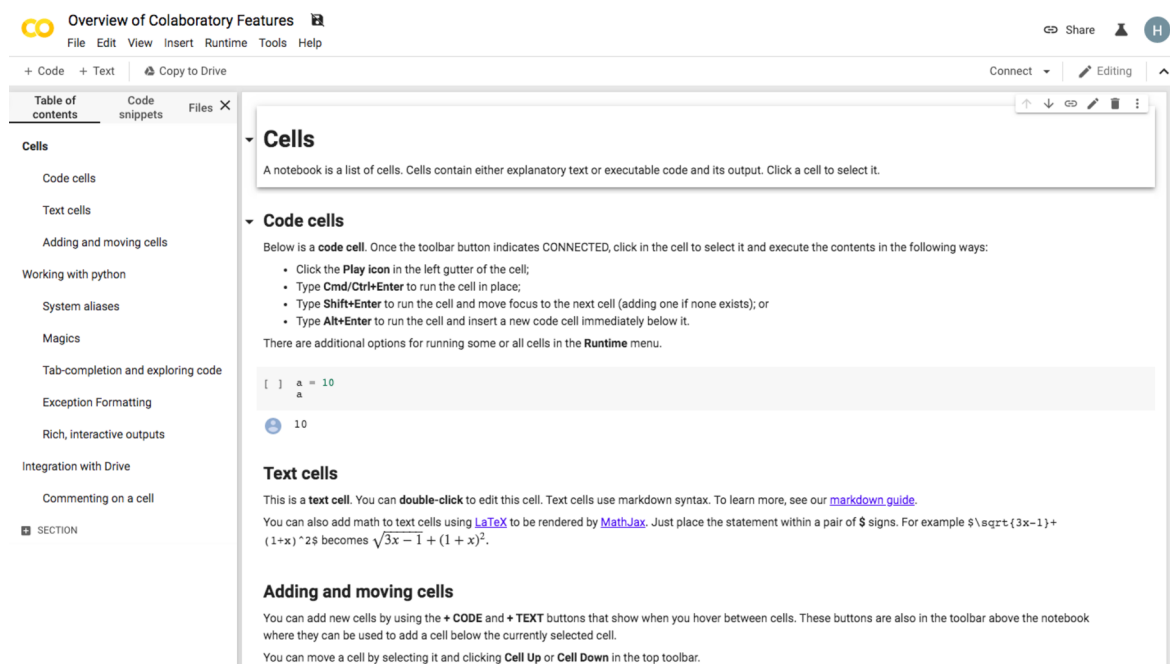 Overview of Colaboratory Features
File Edit View Insert Runtime Tools Help
Share
H
+ Code + Text Copy to Drive
Connect
Editing
Table of contents
Code snippets
Files
Cells
Code cells
Text cells
Adding and moving cells
Working with python
System aliases
Magics
Tab-completion and exploring code
Exception Formatting
Rich, interactive outputs
Integration with Drive
Commenting on a cell
SECTION
Cells
A notebook is a list of cells. Cells contain either explanatory text or executable code and its output. Click a cell to select it.
Code cells
Below is a code cell. Once the toolbar button indicates CONNECTED, click in the cell to select it and execute the contents in the following ways:
• Click the Play icon in the left gutter of the cell;
• Type Cmd/Ctrl+Enter to run the cell in place;
• Type Shift+Enter to run the cell and move focus to the next cell (adding one if none exists); or
• Type Alt+Enter to run the cell and insert a new code cell immediately below it.
There are additional options for running some or all cells in the Runtime menu.
[ ] a = 10
a
10
Text cells
This is a text cell. You can double-click to edit this cell. Text cells use markdown syntax. To learn more, see our markdown guide.
You can also add math to text cells using LaTeX to be rendered by MathJax. Just place the statement within a pair of $ signs. For example $\sqrt{3x-1}+
(1+x)^2$ becomes √3x − 1 + (1 + x)².
Adding and moving cells
You can add new cells by using the + CODE and + TEXT buttons that show when you hover between cells. These buttons are also in the toolbar above the notebook
where they can be used to add a cell below the currently selected cell.
You can move a cell by selecting it and clicking Cell Up or Cell Down in the top toolbar.